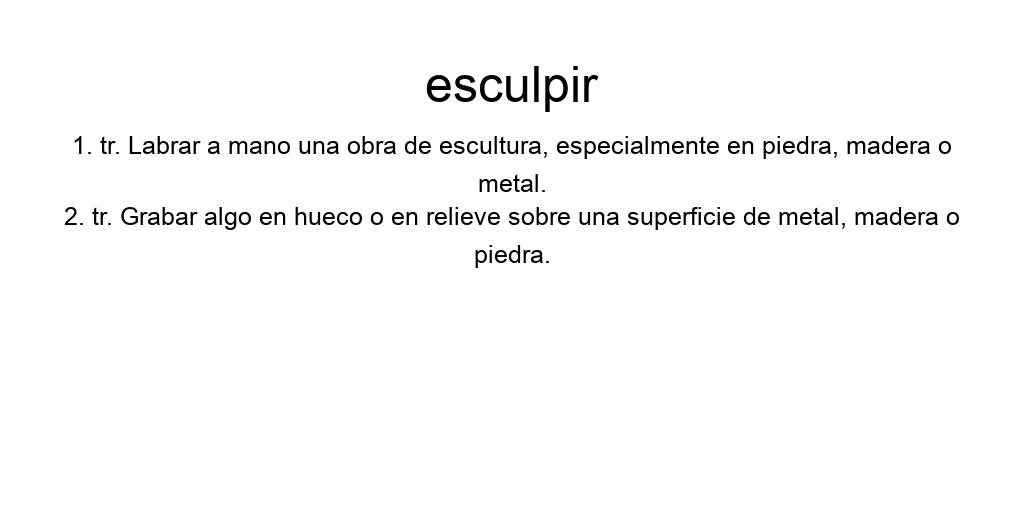 esculpir
1. tr. Labrar a mano una obra de escultura, especialmente en piedra, madera o
metal.
2. tr. Grabar algo en hueco o en relieve sobre una superficie de metal, madera o
piedra.